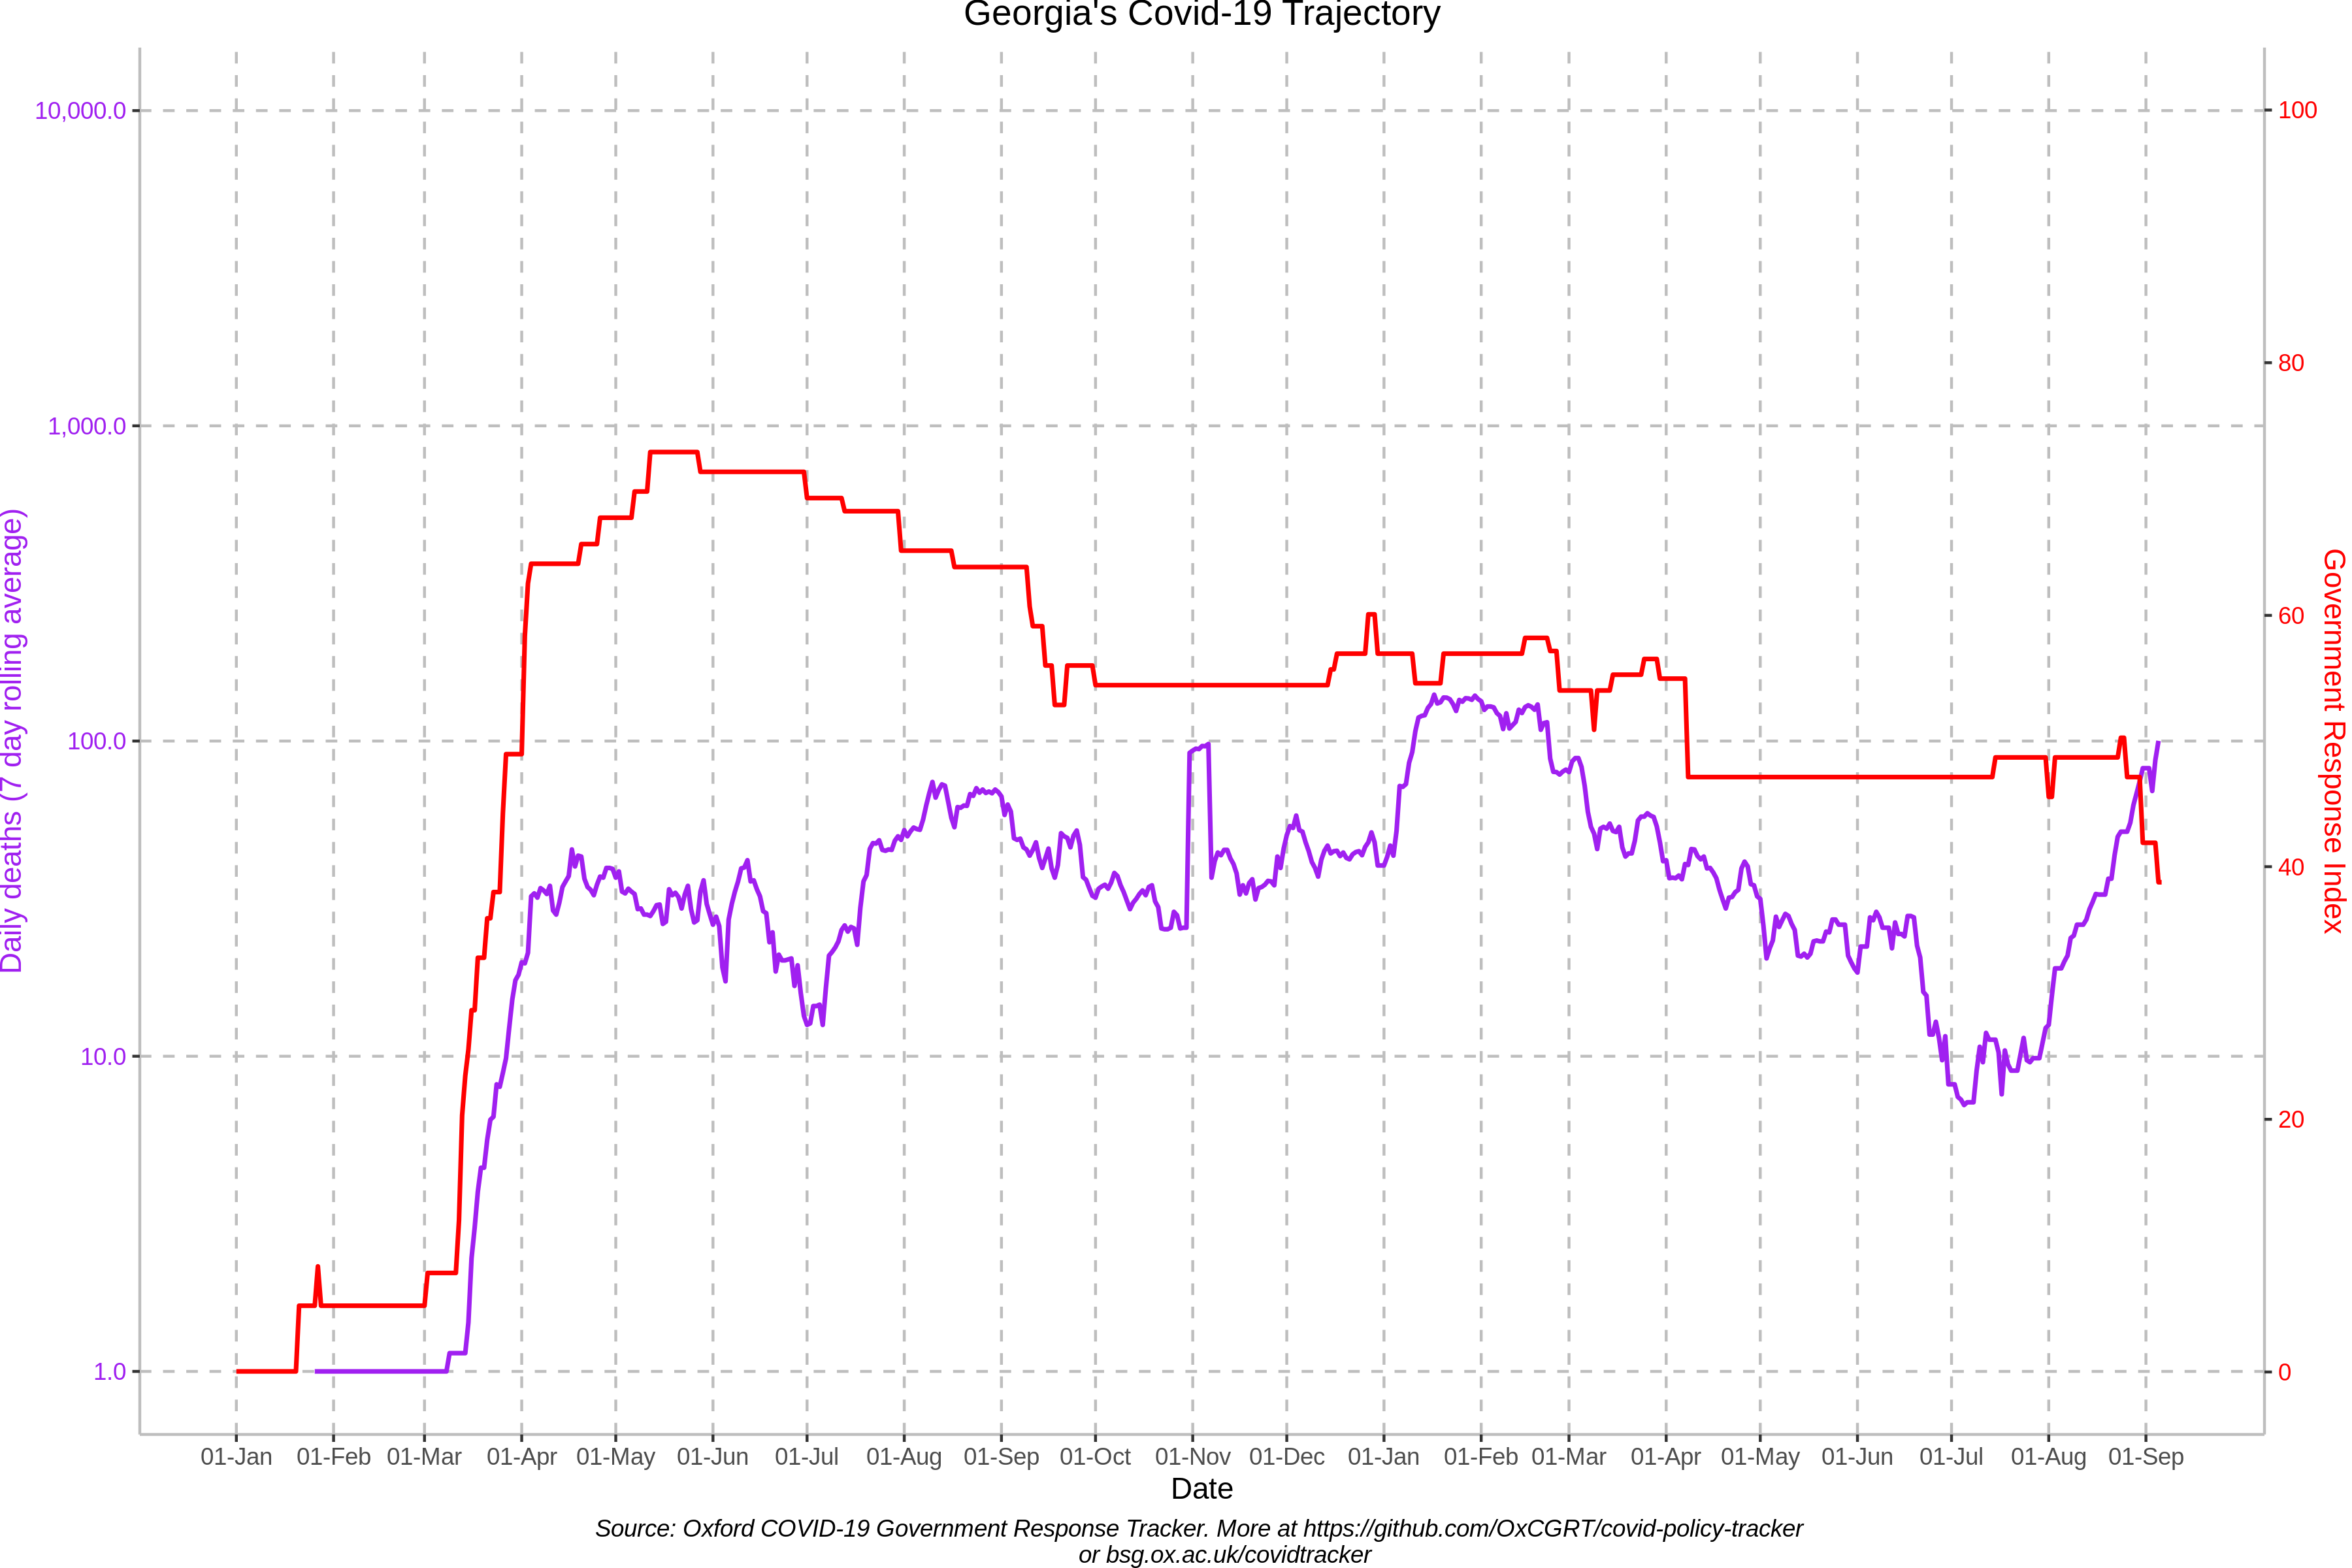 Georgia's Covid-19 Trajectory
10,000.0
1,000.0
100.0
10.0
1.0
Daily deaths (7 day rolling average)
100
80
60
40
20
0
Government Response Index
01-Jan 01-Feb 01-Mar 01-Apr 01-May 01-Jun 01-Jul 01-Aug 01-Sep 01-Oct 01-Nov 01-Dec 01-Jan 01-Feb 01-Mar 01-Apr 01-May 01-Jun 01-Jul 01-Aug 01-Sep
Date
Source: Oxford COVID-19 Government Response Tracker. More at https://github.com/OxCGRT/covid-policy-tracker
or bsg.ox.ac.uk/covidtracker